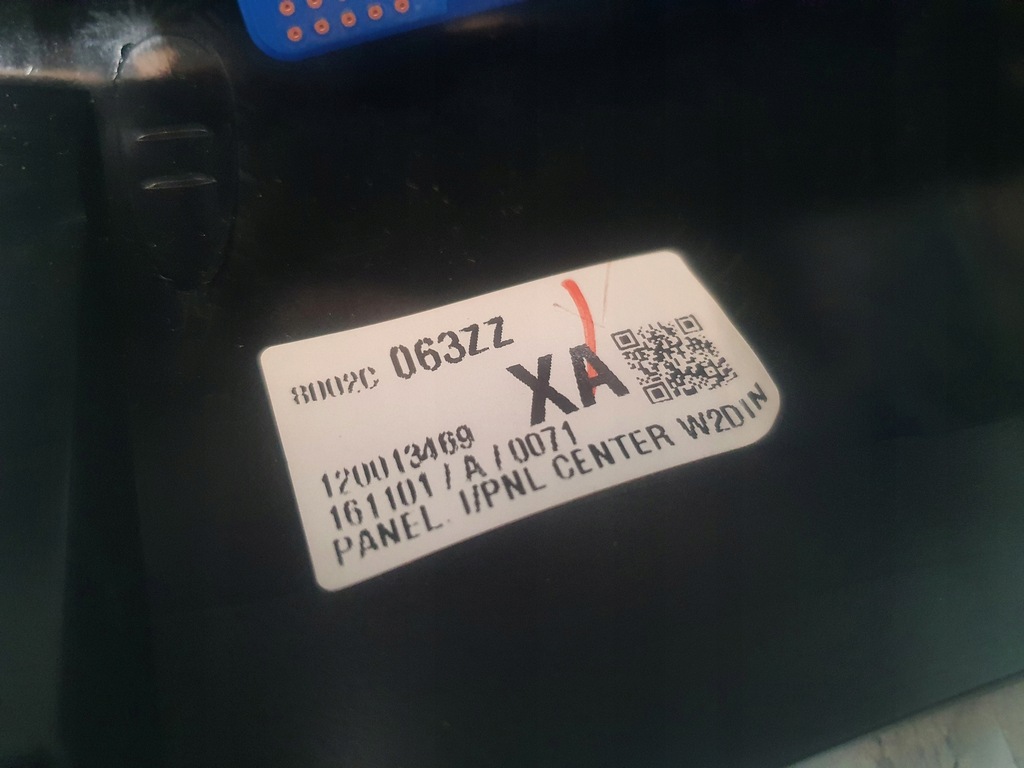 8002C 063ZZ
XA
120013469
161101 / A / 0071
PANEL. I/PNL CENTER W2DIN